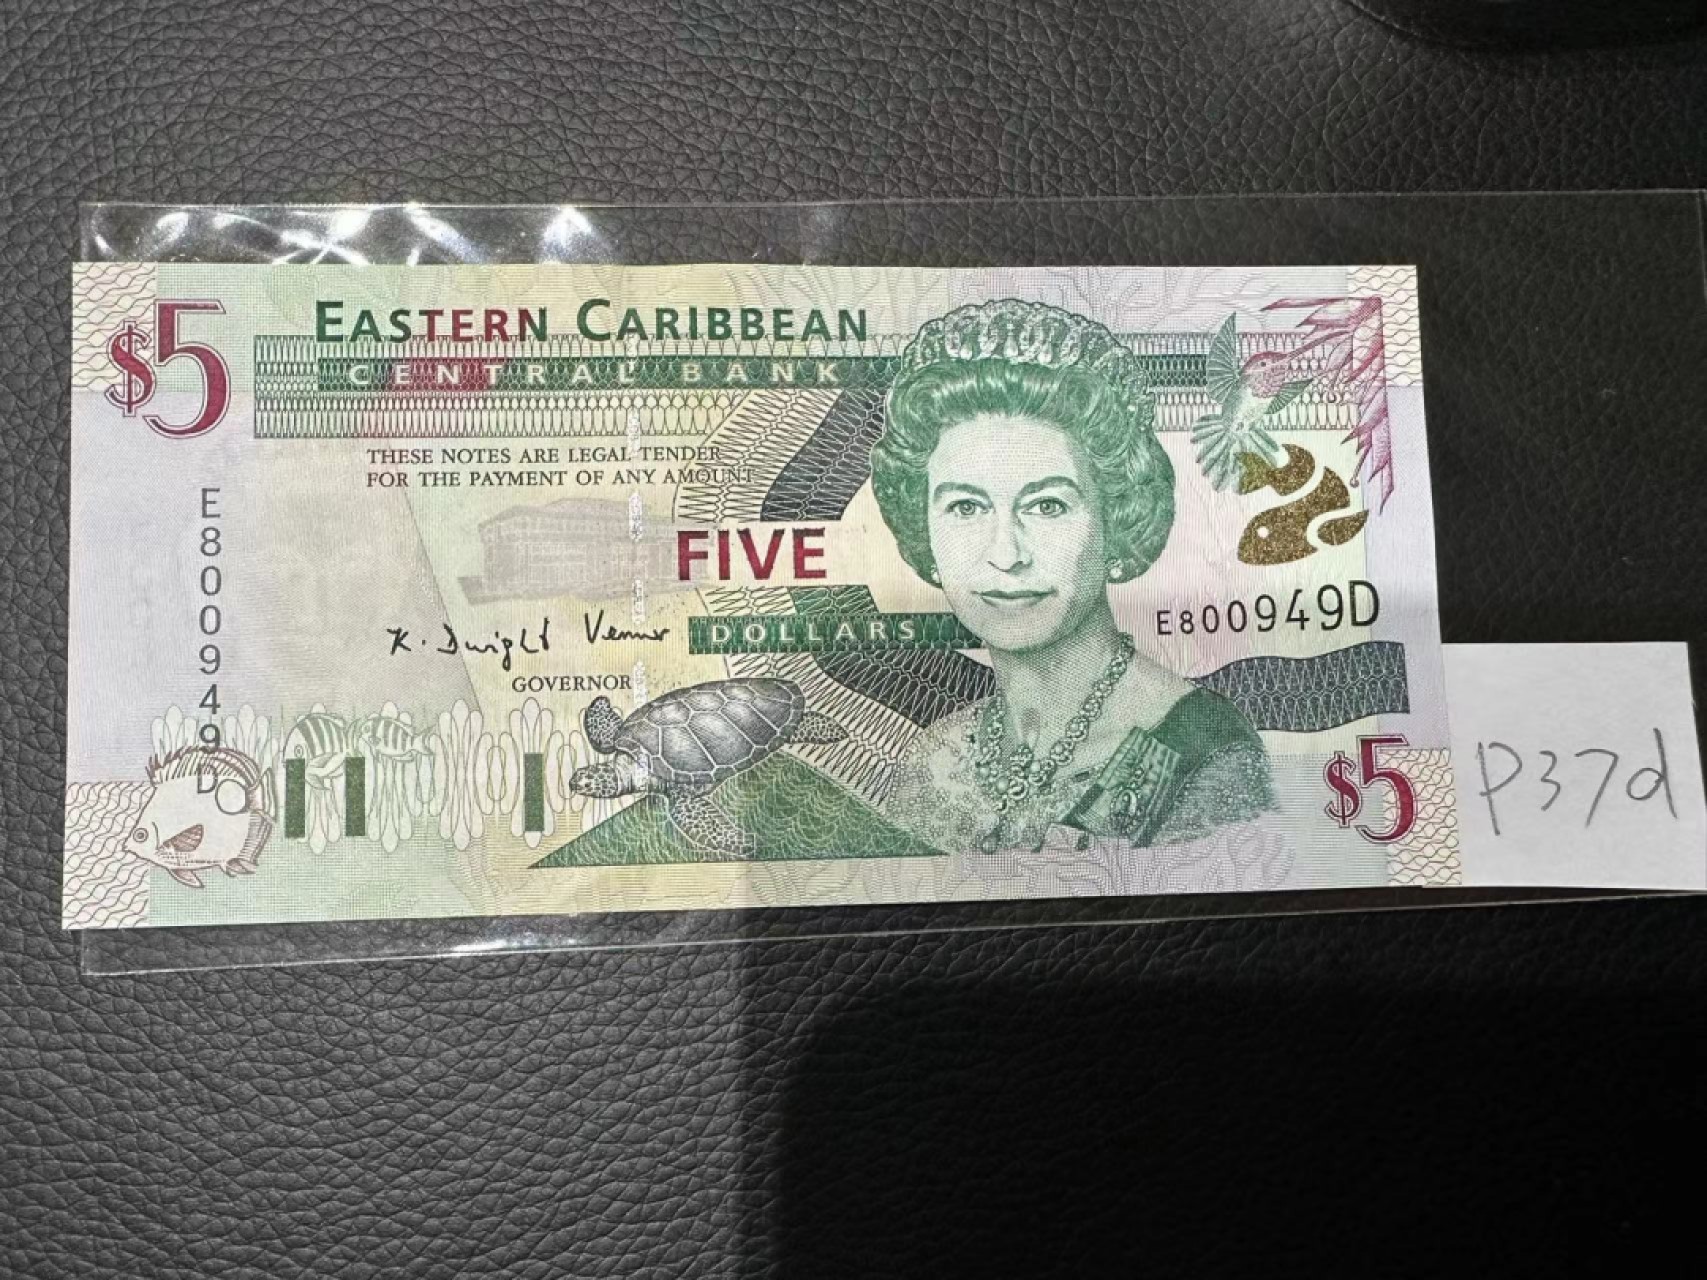 $5
EASTERN CARIBBEAN
CENTRAL BANK
THESE NOTES ARE LEGAL TENDER
FOR THE PAYMENT OF ANY AMOUNT
E800949D
FIVE
DOLLARS
E800949D
K. Dwight Venner
GOVERNOR
$5
P37d